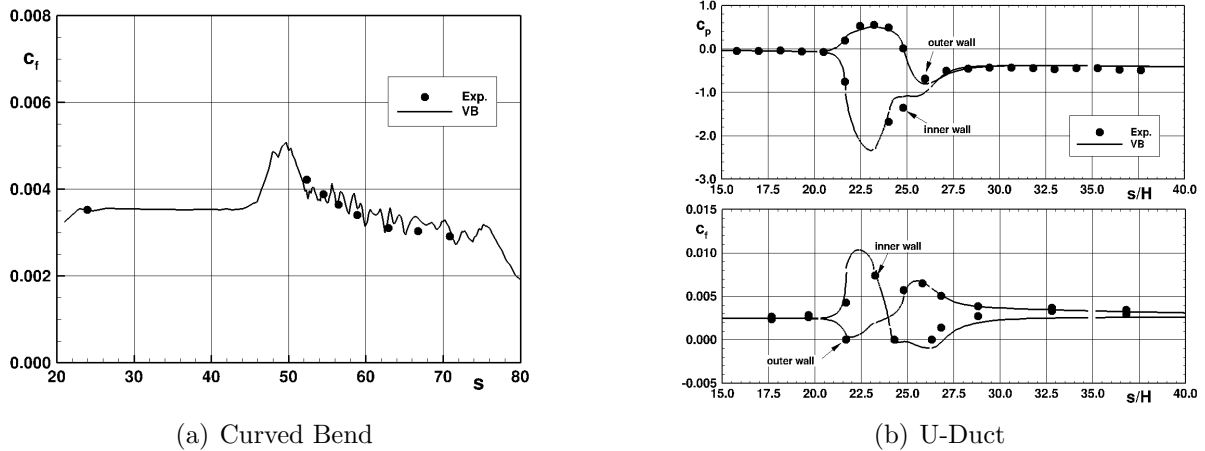 0.008
c_f
0.006
0.004
0.002
0.000
Exp.
VB
20 30 40 50 60 70 80
s
(a) Curved Bend
1.0
c_p
0.0
-1.0
-2.0
-3.0
outer wall
inner wall
Exp.
VB
15.0 17.5 20.0 22.5 25.0 27.5 30.0 32.5 35.0 37.5 40.0
s/H
0.015
c_f
0.010
0.005
0.000
-0.005
inner wall
outer wall
15.0 17.5 20.0 22.5 25.0 27.5 30.0 32.5 35.0 37.5 40.0
s/H
(b) U-Duct